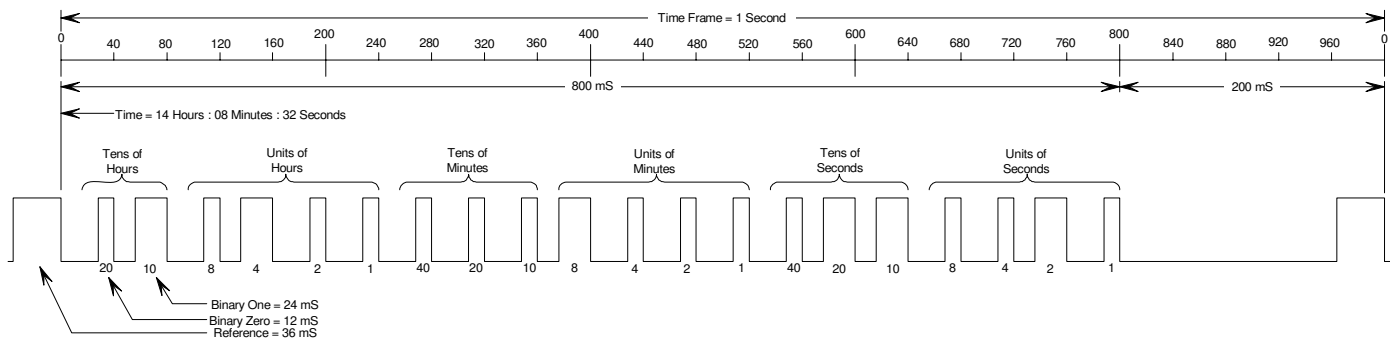 Time Frame = 1 Second
0 40 80 120 160 200 240 280 320 360 400 440 480 520 560 600 640 680 720 760 800 840 880 920 960 0
800 mS 200 mS
Time = 14 Hours : 08 Minutes : 32 Seconds
Tens of Hours
Units of Hours
Tens of Minutes
Units of Minutes
Tens of Seconds
Units of Seconds
20 10 8 4 2 1 40 20 10 8 4 2 1 40 20 10 8 4 2 1
Binary One = 24 mS
Binary Zero = 12 mS
Reference = 36 mS